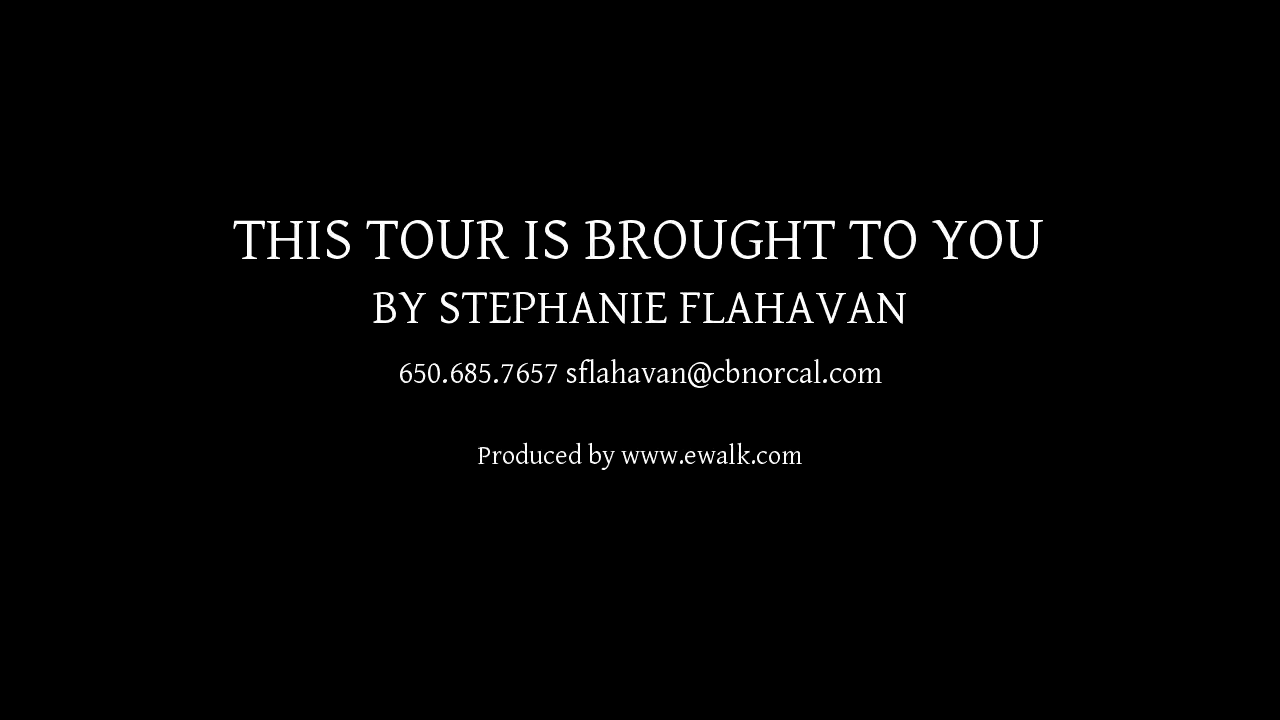 THIS TOUR IS BROUGHT TO YOU
BY STEPHANIE FLAHAVAN
650.685.7657 sflahavan@cbnorcal.com
Produced by www.ewalk.com